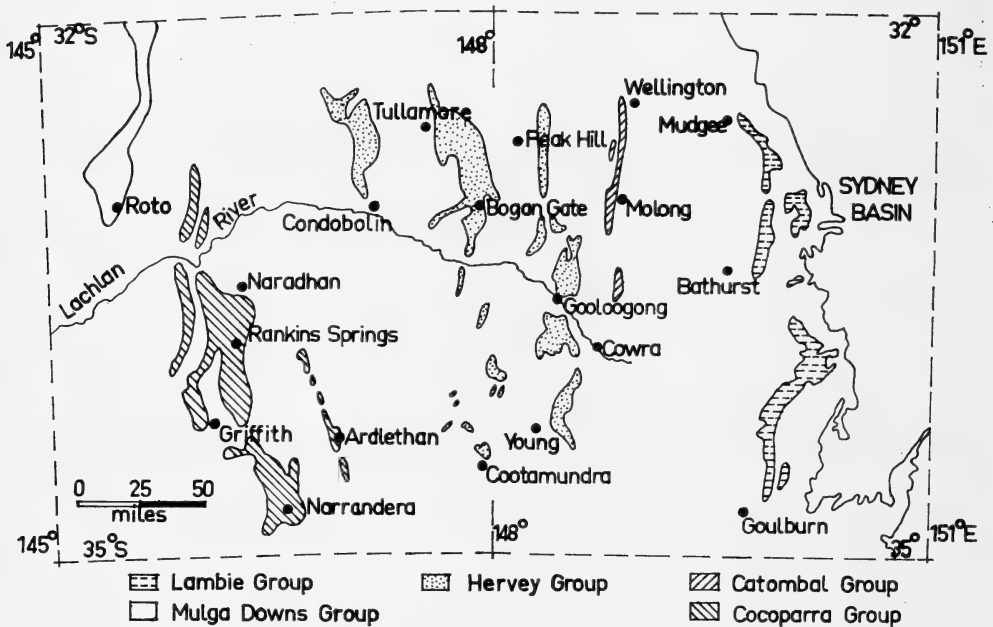 145° 32°S 148° 32° 151°E
Wellington
Tullamore
Mudgee
Peak Hill
SYDNEY
BASIN
Roto
River
Condobolin
Bogan Gate
Molong
Lachlan
Naradhan
Bathurst
Gooloogong
Rankins Springs
Cowra
Griffith
Ardlethan
Young
Cootamundra
0 25 50
miles
Narrandera
Goulburn
145° 35°S 148° 35° 151°E
Lambie Group Hervey Group Catombal Group
Mulga Downs Group Cocoparra Group